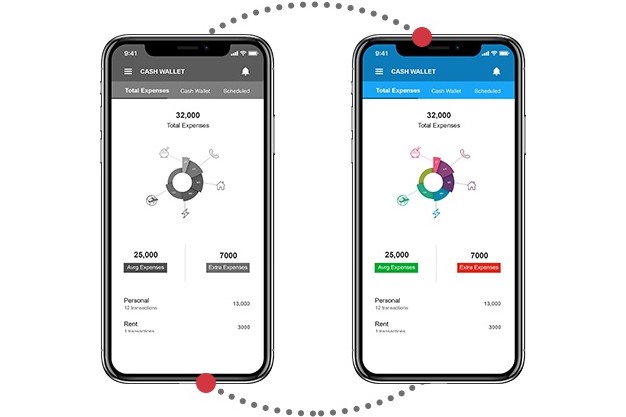 9:41
CASH WALLET
Total Expenses Cash Wallet Scheduled
32,000
Total Expenses
25,000 7000
Avrg Expenses Extra Expenses
Personal 13,000
12 transactions
Rent 3000
transactions
9:41
CASH WALLET
Total Expenses Cash Wallet Scheduled
32,000
Total Expenses
25,000 7000
Avrg Expenses Extra Expenses
Personal 13,000
12 transactions
Rent 3000
transactions